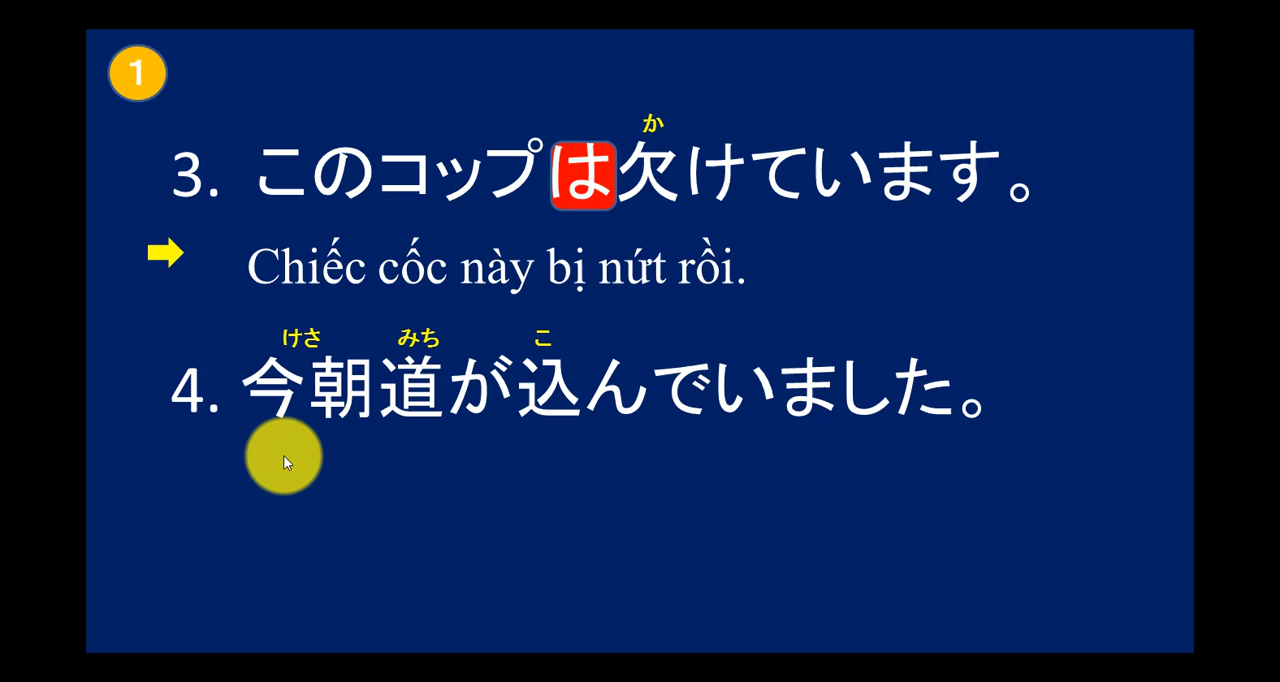 1
か
3. このコップは欠けています。
Chiếc cốc này bị nứt rồi.
けさ みち こ
4. 今朝道が込んでいました。